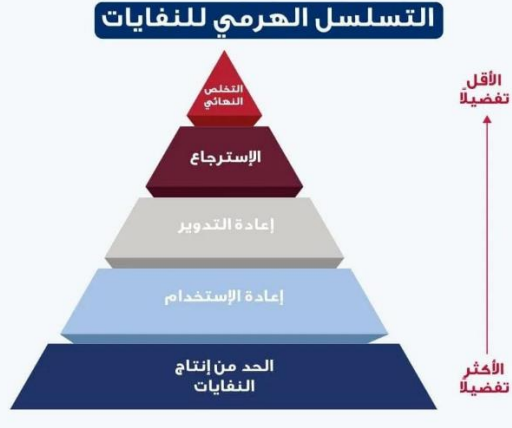 التسلسل الهرمي للنفايات
الأقل
تفضيلاً
التخلص
النهائي
الإسترجاع
إعادة التدوير
إعادة الإستخدام
الحد من إنتاج
النفايات
الأكثر
تفضيلاً